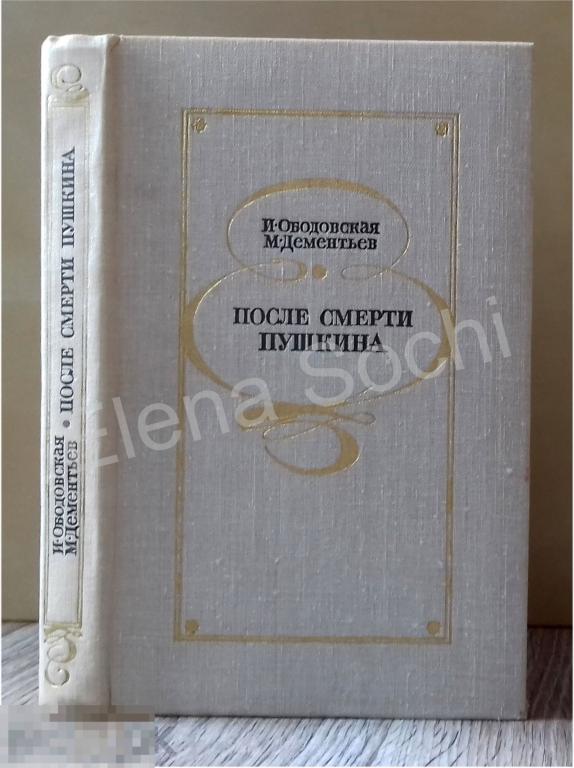 И·Ободовская
М·Дементьев · ПОСЛЕ СМЕРТИ ПУШКИНА
И·Ободовская
М·Дементьев
ПОСЛЕ СМЕРТИ
ПУШКИНА
Elena Sochi